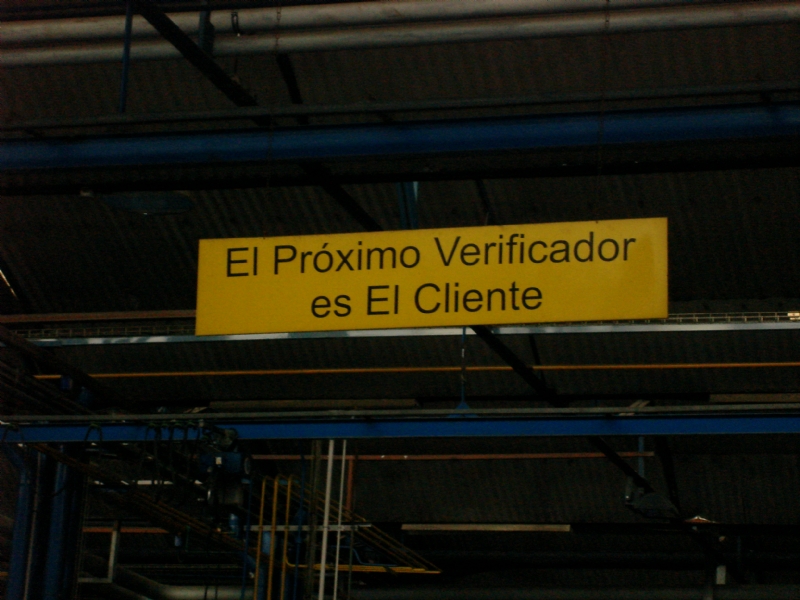 El Próximo Verificador
es El Cliente